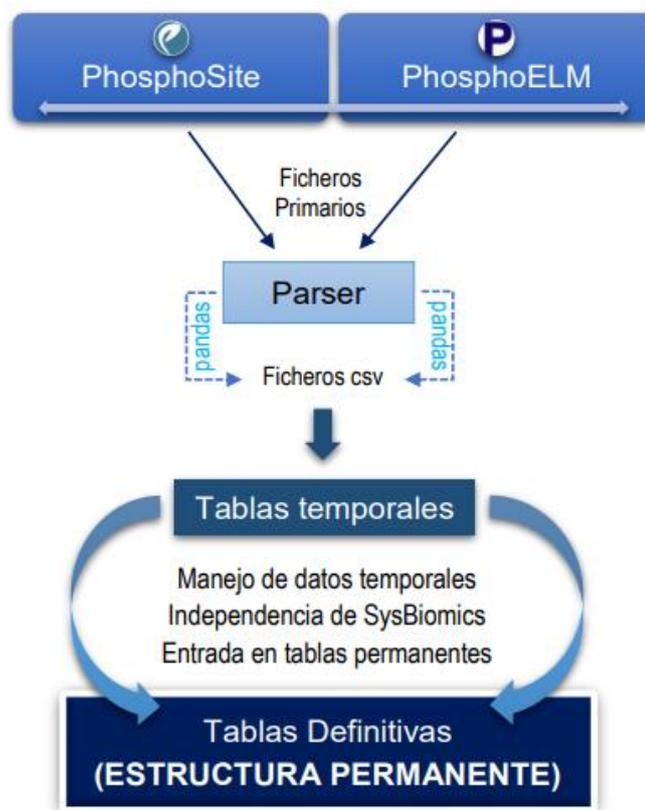 P
PhosphoSite
PhosphoELM
Ficheros
Primarios
Parser
pandas
pandas
Ficheros csv
Tablas temporales
Manejo de datos temporales
Independencia de SysBiomics
Entrada en tablas permanentes
Tablas Definitivas
(ESTRUCTURA PERMANENTE)